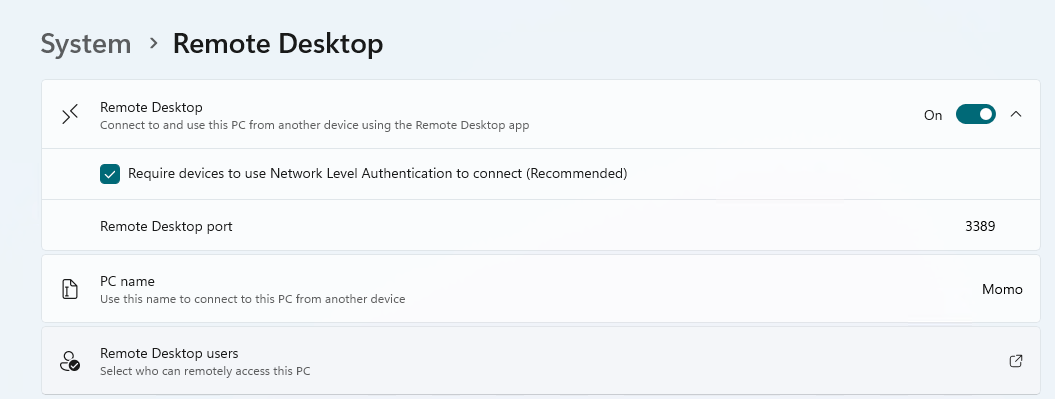 System > Remote Desktop
Remote Desktop
On
Connect to and use this PC from another device using the Remote Desktop app
Require devices to use Network Level Authentication to connect (Recommended)
Remote Desktop port
3389
PC name
Use this name to connect to this PC from another device
Momo
Remote Desktop users
Select who can remotely access this PC